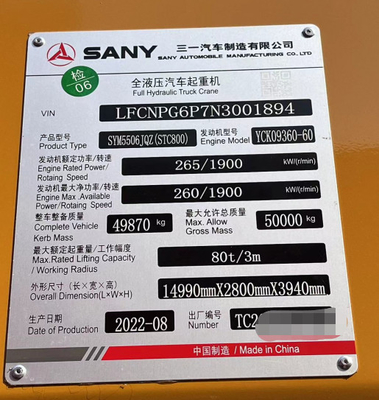 SANY 三一汽车制造有限公司
SANY AUTOMOBILE MANUFACTURING CO., LTD.
检
06
全液压汽车起重机
Full Hydraulic Truck Crane
VIN LFCNPG6P7N3001894
产品型号 SYM5506JQZ(STC800) 发动机型号 YCK09360-60
Product Type Engine Model
发动机额定功率/转速 265/1900 kW/(r/min)
Engine Rated Power/
Rotaing Speed
发动机最大净功率/转速 260/1900 kW/(r/min)
Engine Max .Available
Power/Rotaing Speed
整车整备质量 49870 kg 最大允许总质量 50000 kg
Complete Vehicle Max. Allow
Kerb Mass Gross Mass
最大额定起重量/工作幅度 80t/3m
Max.Rated Lifting Capacity
/ Working Radius
外形尺寸(长×宽×高) 14990mmX2800mmX3940mm
Overall Dimension(L×W×H)
生产日期 2022-08 出厂编号 TC2
Date of Production Number
中国制造 / Made in China